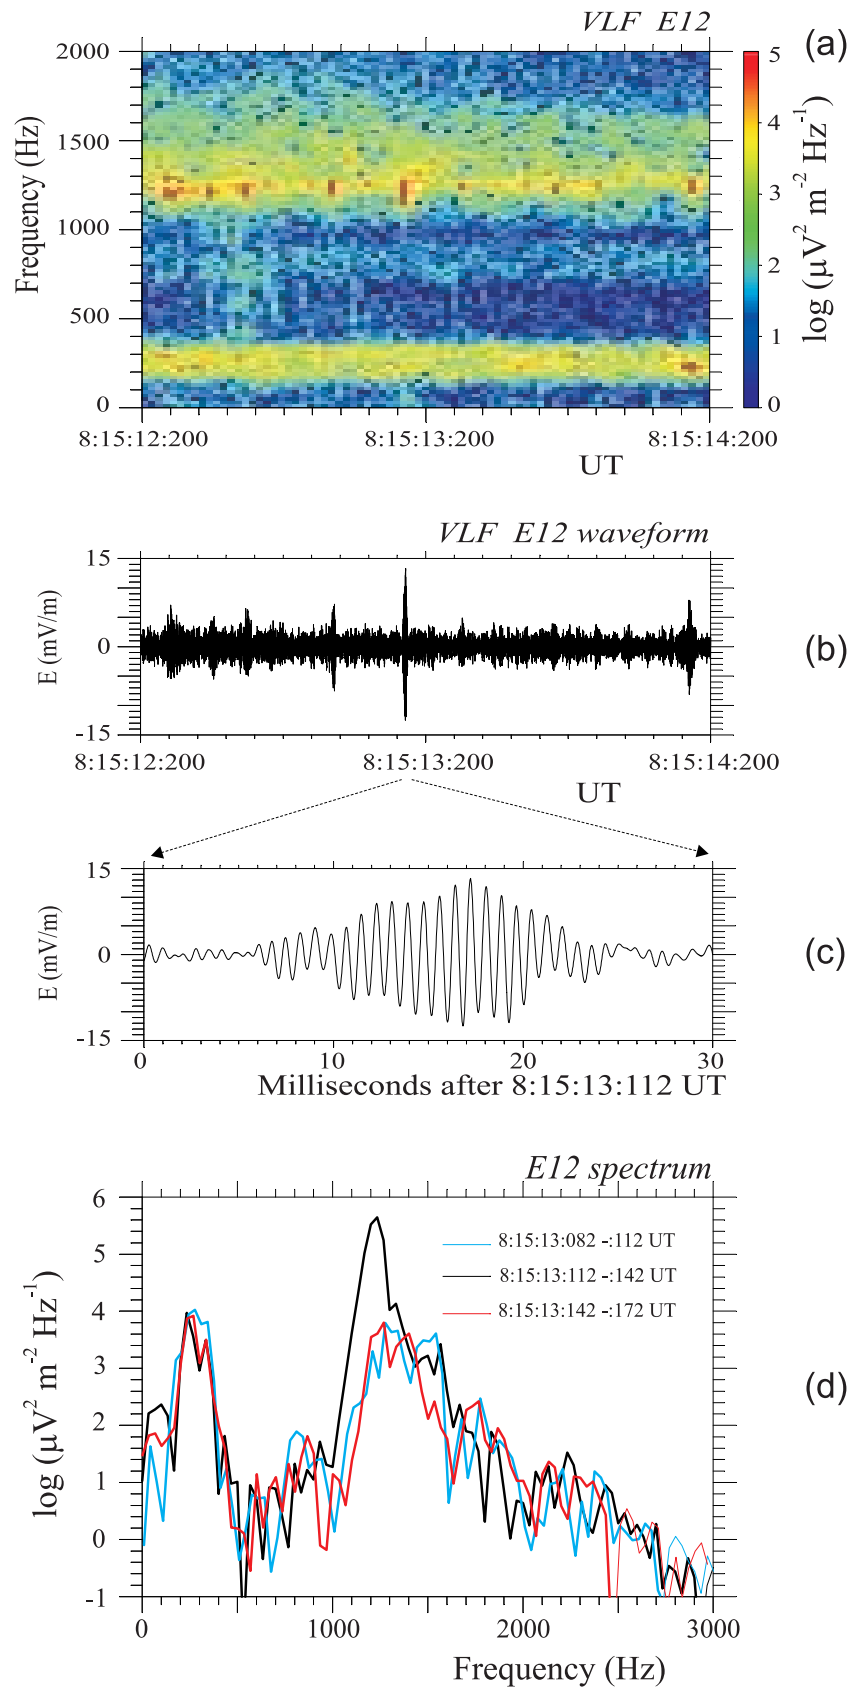 VLF E12
(a)
2000
1500
1000
500
0
Frequency (Hz)
5
4
3
2
1
0
log (μV² m⁻² Hz⁻¹)
8:15:12:200 8:15:13:200 8:15:14:200
UT
VLF E12 waveform
15
0
-15
E (mV/m)
(b)
8:15:12:200 8:15:13:200 8:15:14:200
UT
15
0
-15
E (mV/m)
(c)
0 10 20 30
Milliseconds after 8:15:13:112 UT
E12 spectrum
6
5
4
3
2
1
0
-1
log (μV² m⁻² Hz⁻¹)
8:15:13:082 -:112 UT
8:15:13:112 -:142 UT
8:15:13:142 -:172 UT
(d)
0 1000 2000 3000
Frequency (Hz)